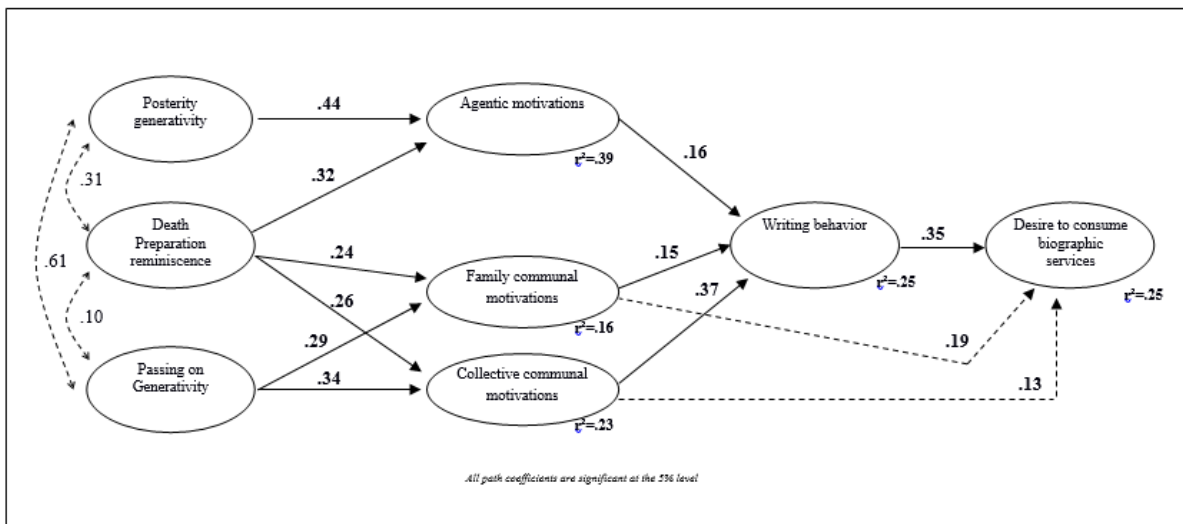 Posterity
generativity
.44
Agentic motivations
r²=.39
.16
.31
.32
Death
Preparation
reminiscence
.61
.24
Writing behavior
r²=.25
.35
Desire to consume
biographic
services
r²=.25
.15
Family communal
motivations
r²=.16
.26
.37
.10
.29
.19
Passing on
Generativity
.34
Collective communal
motivations
r²=.23
.13
All path coefficients are significant at the 5% level